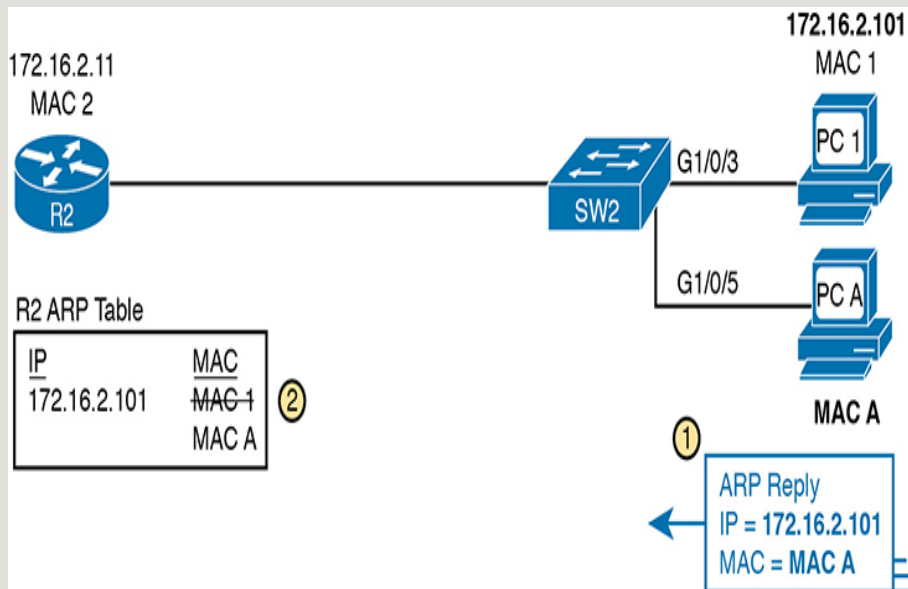 172.16.2.101
MAC 1
172.16.2.11
MAC 2
PC 1
G1/0/3
R2
SW2
G1/0/5
PC A
R2 ARP Table
IP MAC
172.16.2.101 MAC 1
2
MAC A
MAC A
1
ARP Reply
IP = 172.16.2.101
MAC = MAC A